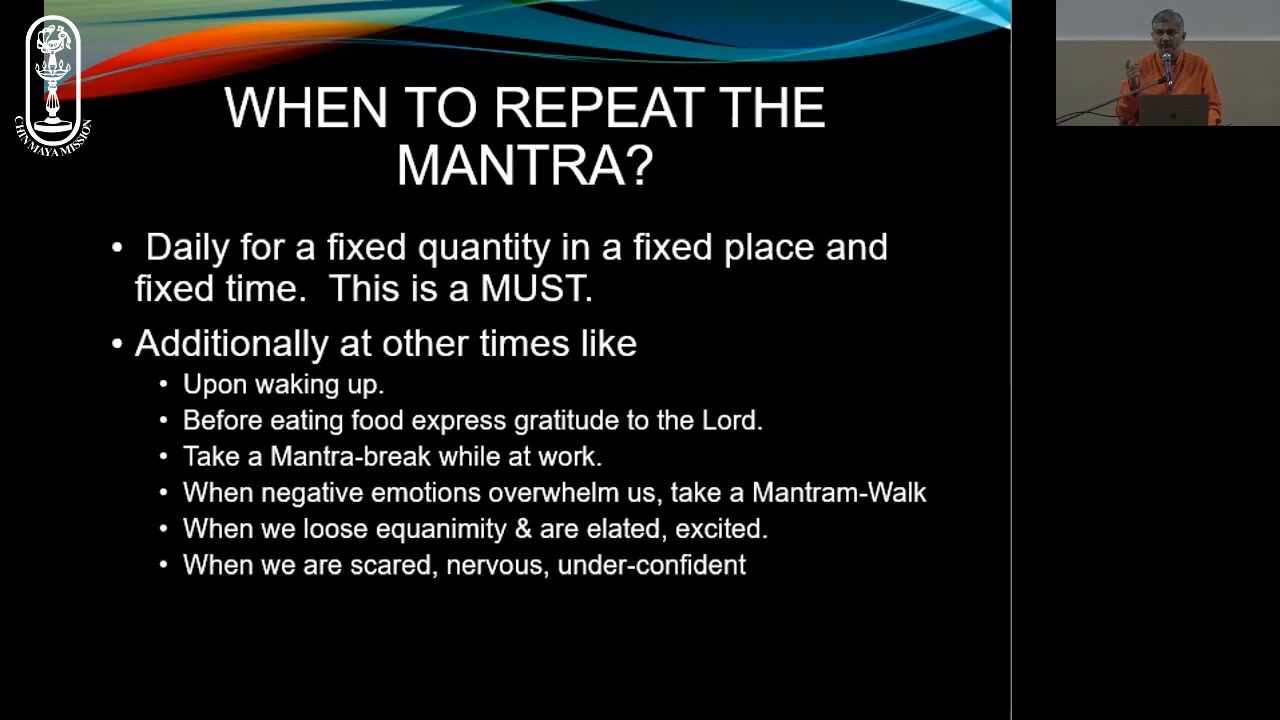 CHINMAYA MISSION
WHEN TO REPEAT THE
MANTRA?
• Daily for a fixed quantity in a fixed place and
fixed time. This is a MUST.
• Additionally at other times like
• Upon waking up.
• Before eating food express gratitude to the Lord.
• Take a Mantra-break while at work.
• When negative emotions overwhelm us, take a Mantram-Walk
• When we loose equanimity & are elated, excited.
• When we are scared, nervous, under-confident